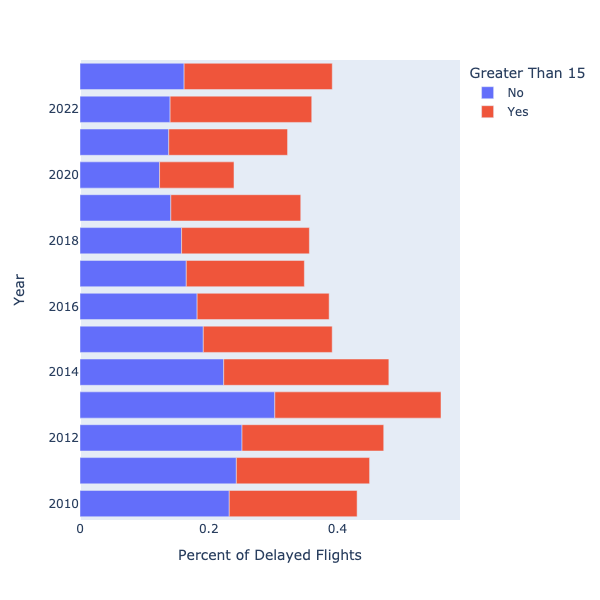 Greater Than 15
No
Yes
2022
2020
2018
2016
2014
2012
2010
Year
0 0.2 0.4
Percent of Delayed Flights